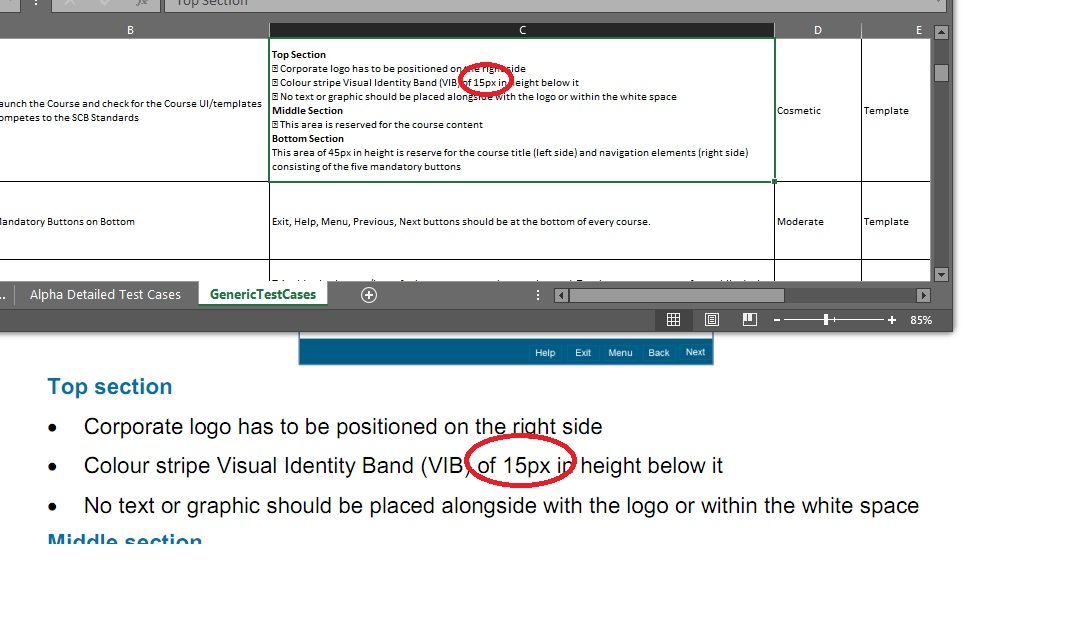 Top Section
B
C
D
E
Top Section
Corporate logo has to be positioned on the right side
Colour stripe Visual Identity Band (VIB) of 15px in height below it
No text or graphic should be placed alongside with the logo or within the white space
Middle Section
This area is reserved for the course content
Bottom Section
This area of 45px in height is reserve for the course title (left side) and navigation elements (right side)
consisting of the five mandatory buttons
aunch the Course and check for the Course UI/templates
ompetes to the SCB Standards
Cosmetic
Template
Mandatory Buttons on Bottom
Exit, Help, Menu, Previous, Next buttons should be at the bottom of every course.
Moderate
Template
Alpha Detailed Test Cases
GenericTestCases
85%
Help Exit Menu Back Next
Top section
• Corporate logo has to be positioned on the right side
• Colour stripe Visual Identity Band (VIB) of 15px in height below it
• No text or graphic should be placed alongside with the logo or within the white space
Middle section